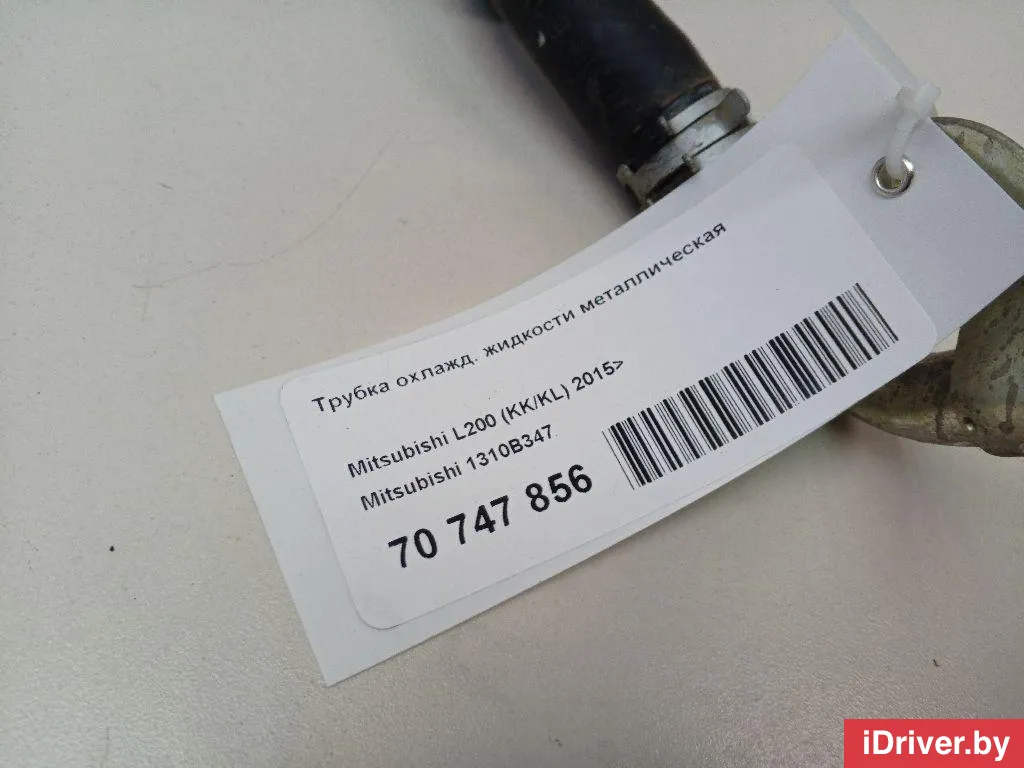 Трубка охлажд. жидкости металлическая
Mitsubishi L200 (KK/KL) 2015>
Mitsubishi 1310B347
70 747 856
iDriver.by